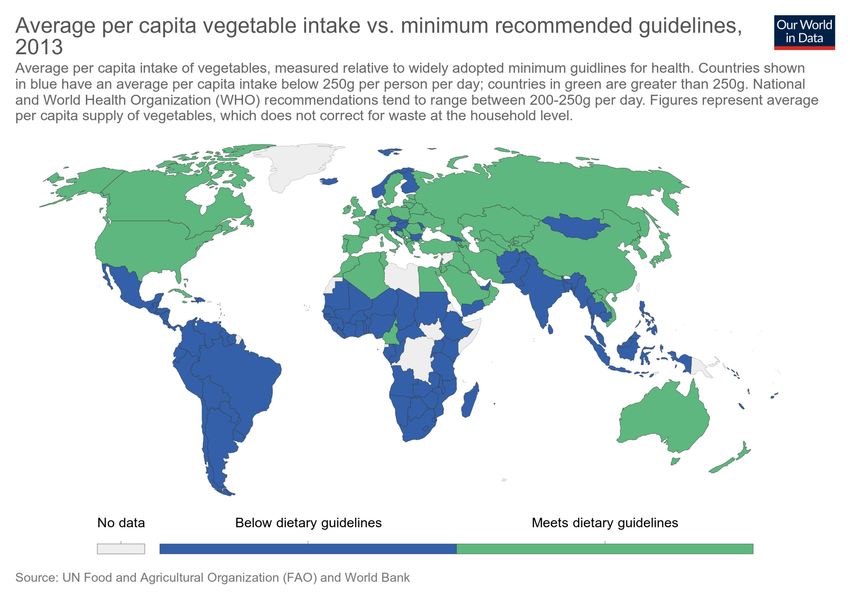 Average per capita vegetable intake vs. minimum recommended guidelines,
2013
Our World
in Data
Average per capita intake of vegetables, measured relative to widely adopted minimum guidlines for health. Countries shown
in blue have an average per capita intake below 250g per person per day; countries in green are greater than 250g. National
and World Health Organization (WHO) recommendations tend to range between 200-250g per day. Figures represent average
per capita supply of vegetables, which does not correct for waste at the household level.
No data
Below dietary guidelines
Meets dietary guidelines
Source: UN Food and Agricultural Organization (FAO) and World Bank